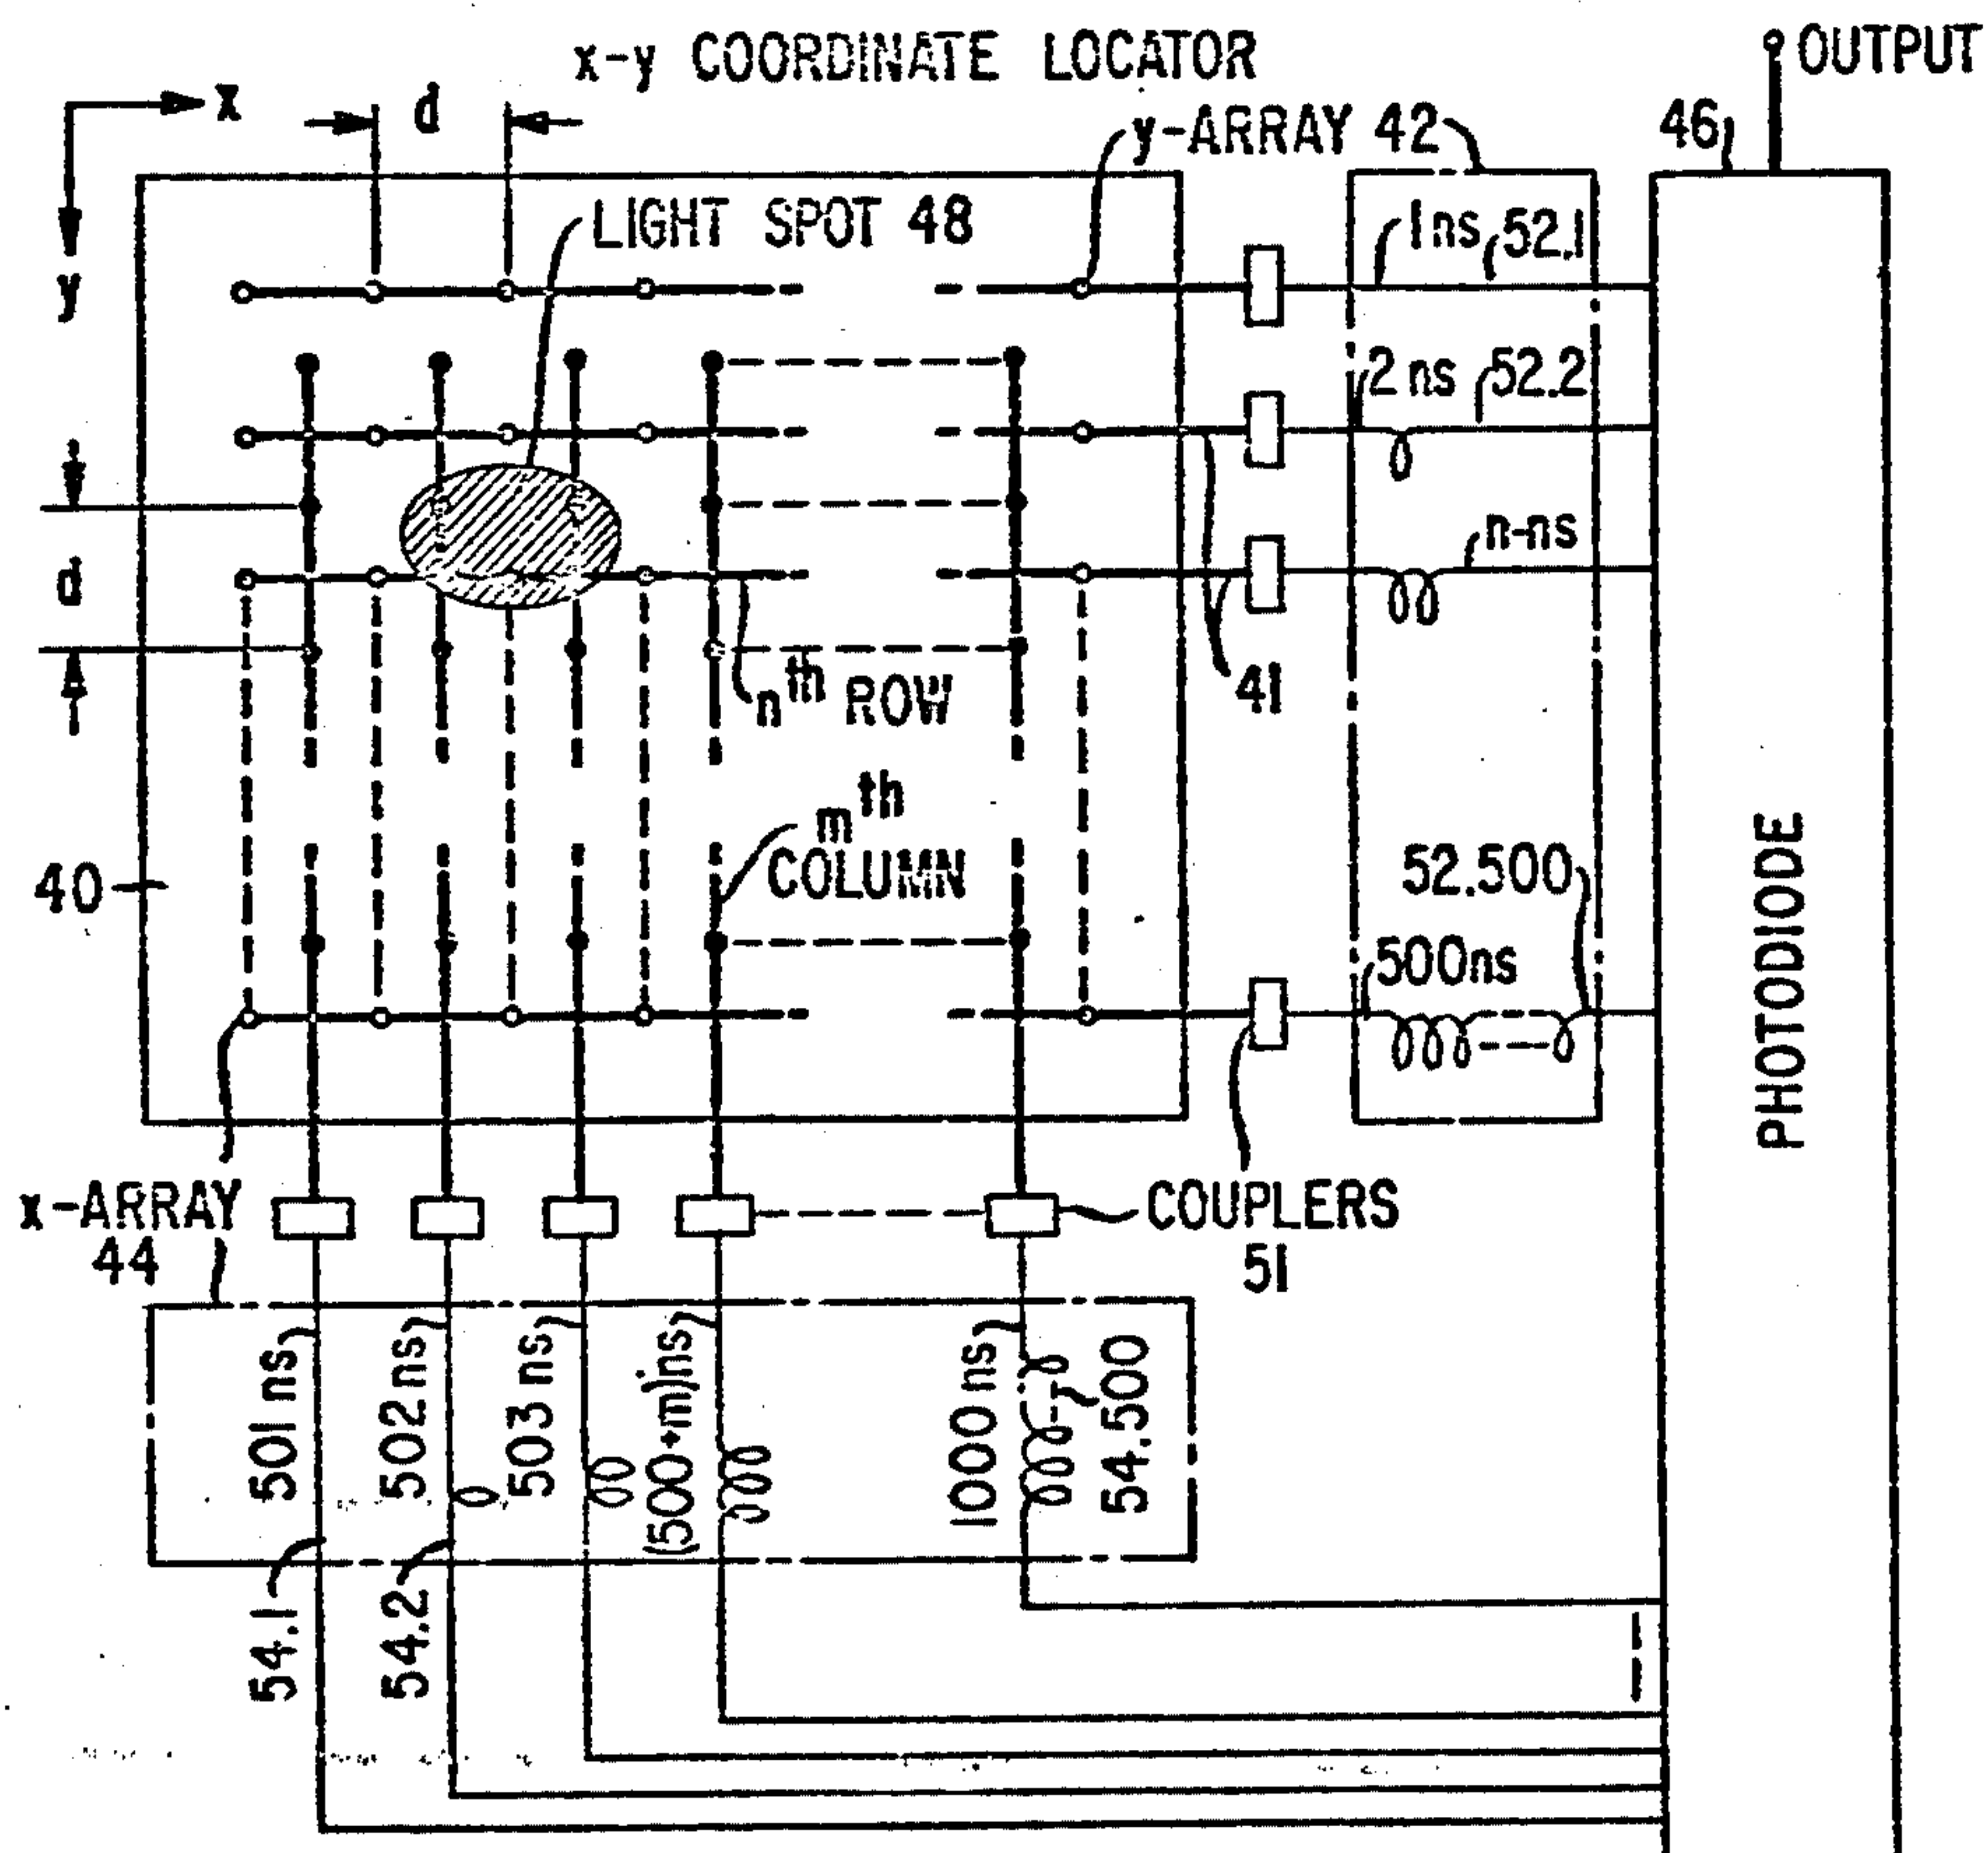 x-y COORDINATE LOCATOR
OUTPUT
x
d
y-ARRAY 42
46
LIGHT SPOT 48
1ns
52.1
y
2 ns
52.2
n-ns
d
nth ROW
41
mth
COLUMN
40
52.500
500ns
PHOTODIODE
x-ARRAY
44
COUPLERS
51
501 ns
502 ns
503 ns
(500+m)ns
1000 ns
54.500
54.1
54.2